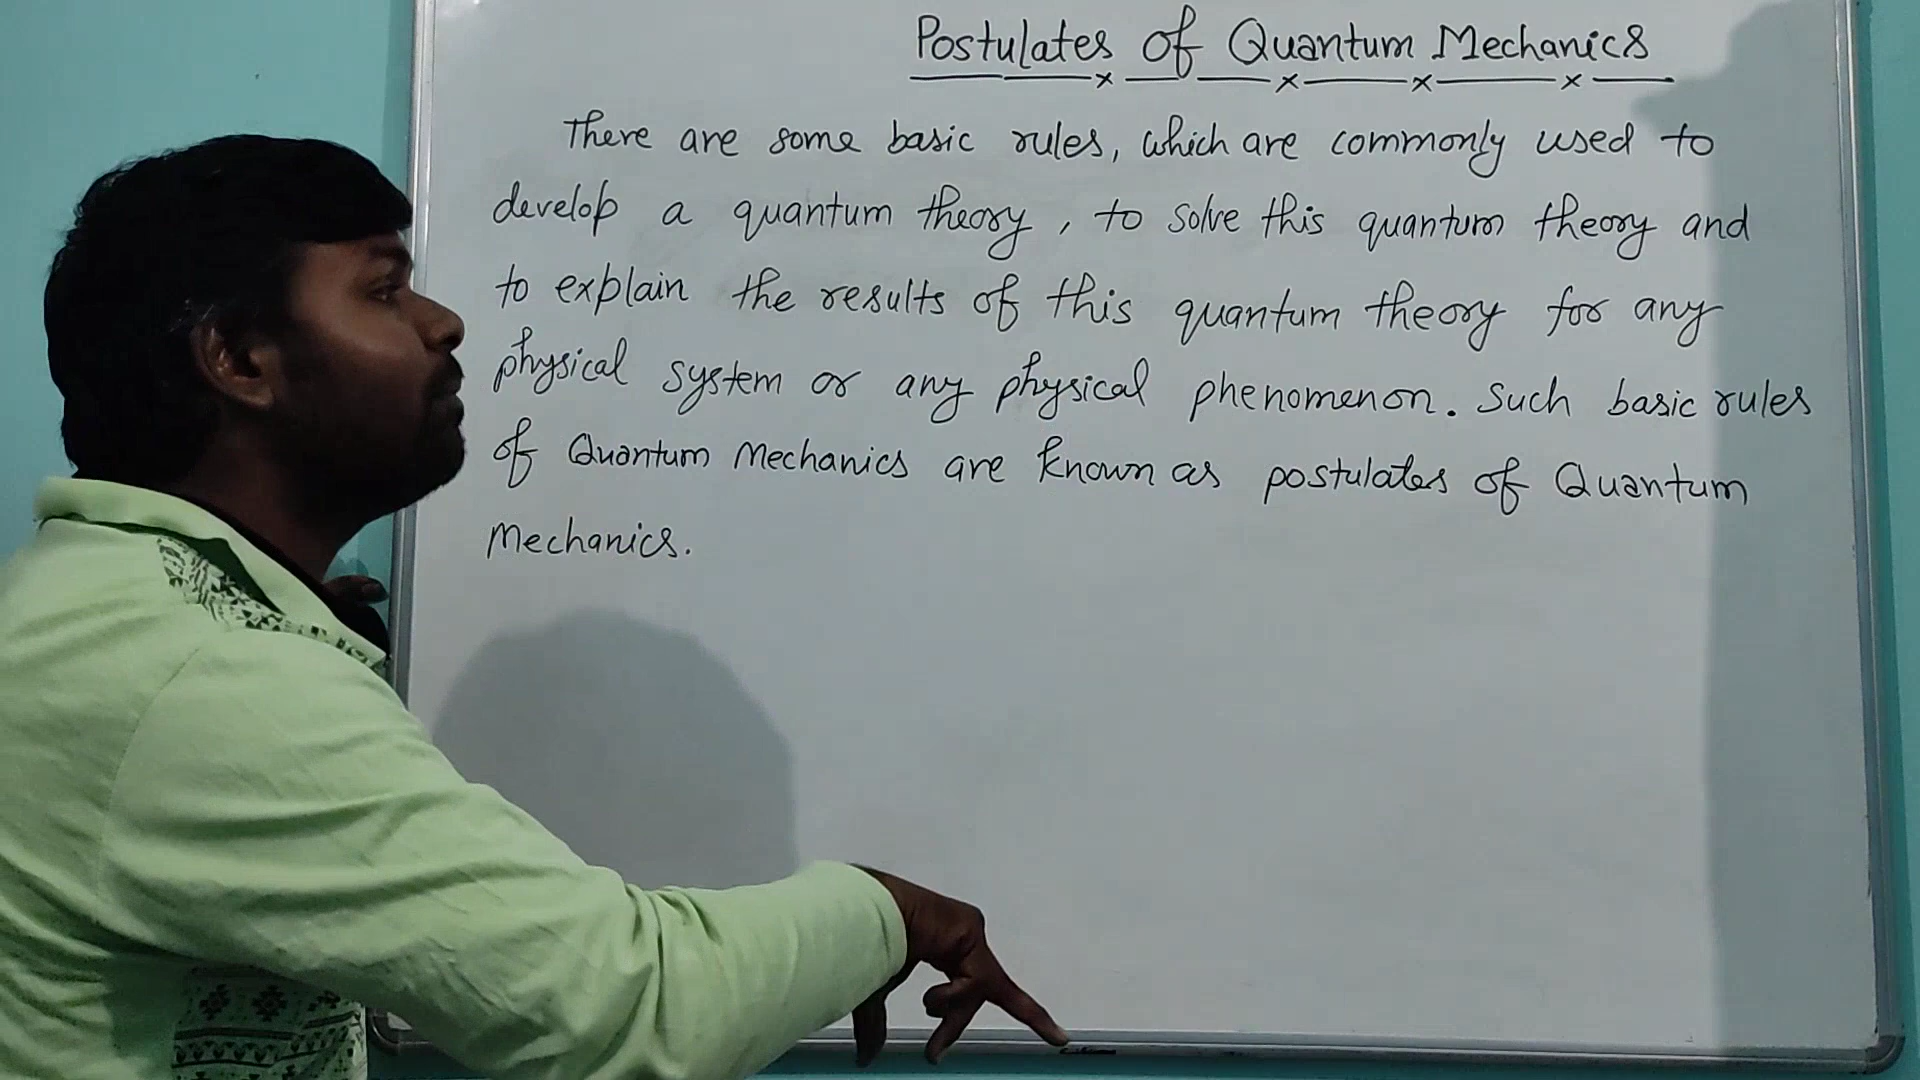 Postulates of Quantum Mechanics
There are some basic rules, which are commonly used to
develop a quantum theory, to solve this quantum theory and
to explain the results of this quantum theory for any
physical system or any physical phenomenon. Such basic rules
of Quantum Mechanics are known as postulates of Quantum
Mechanics.